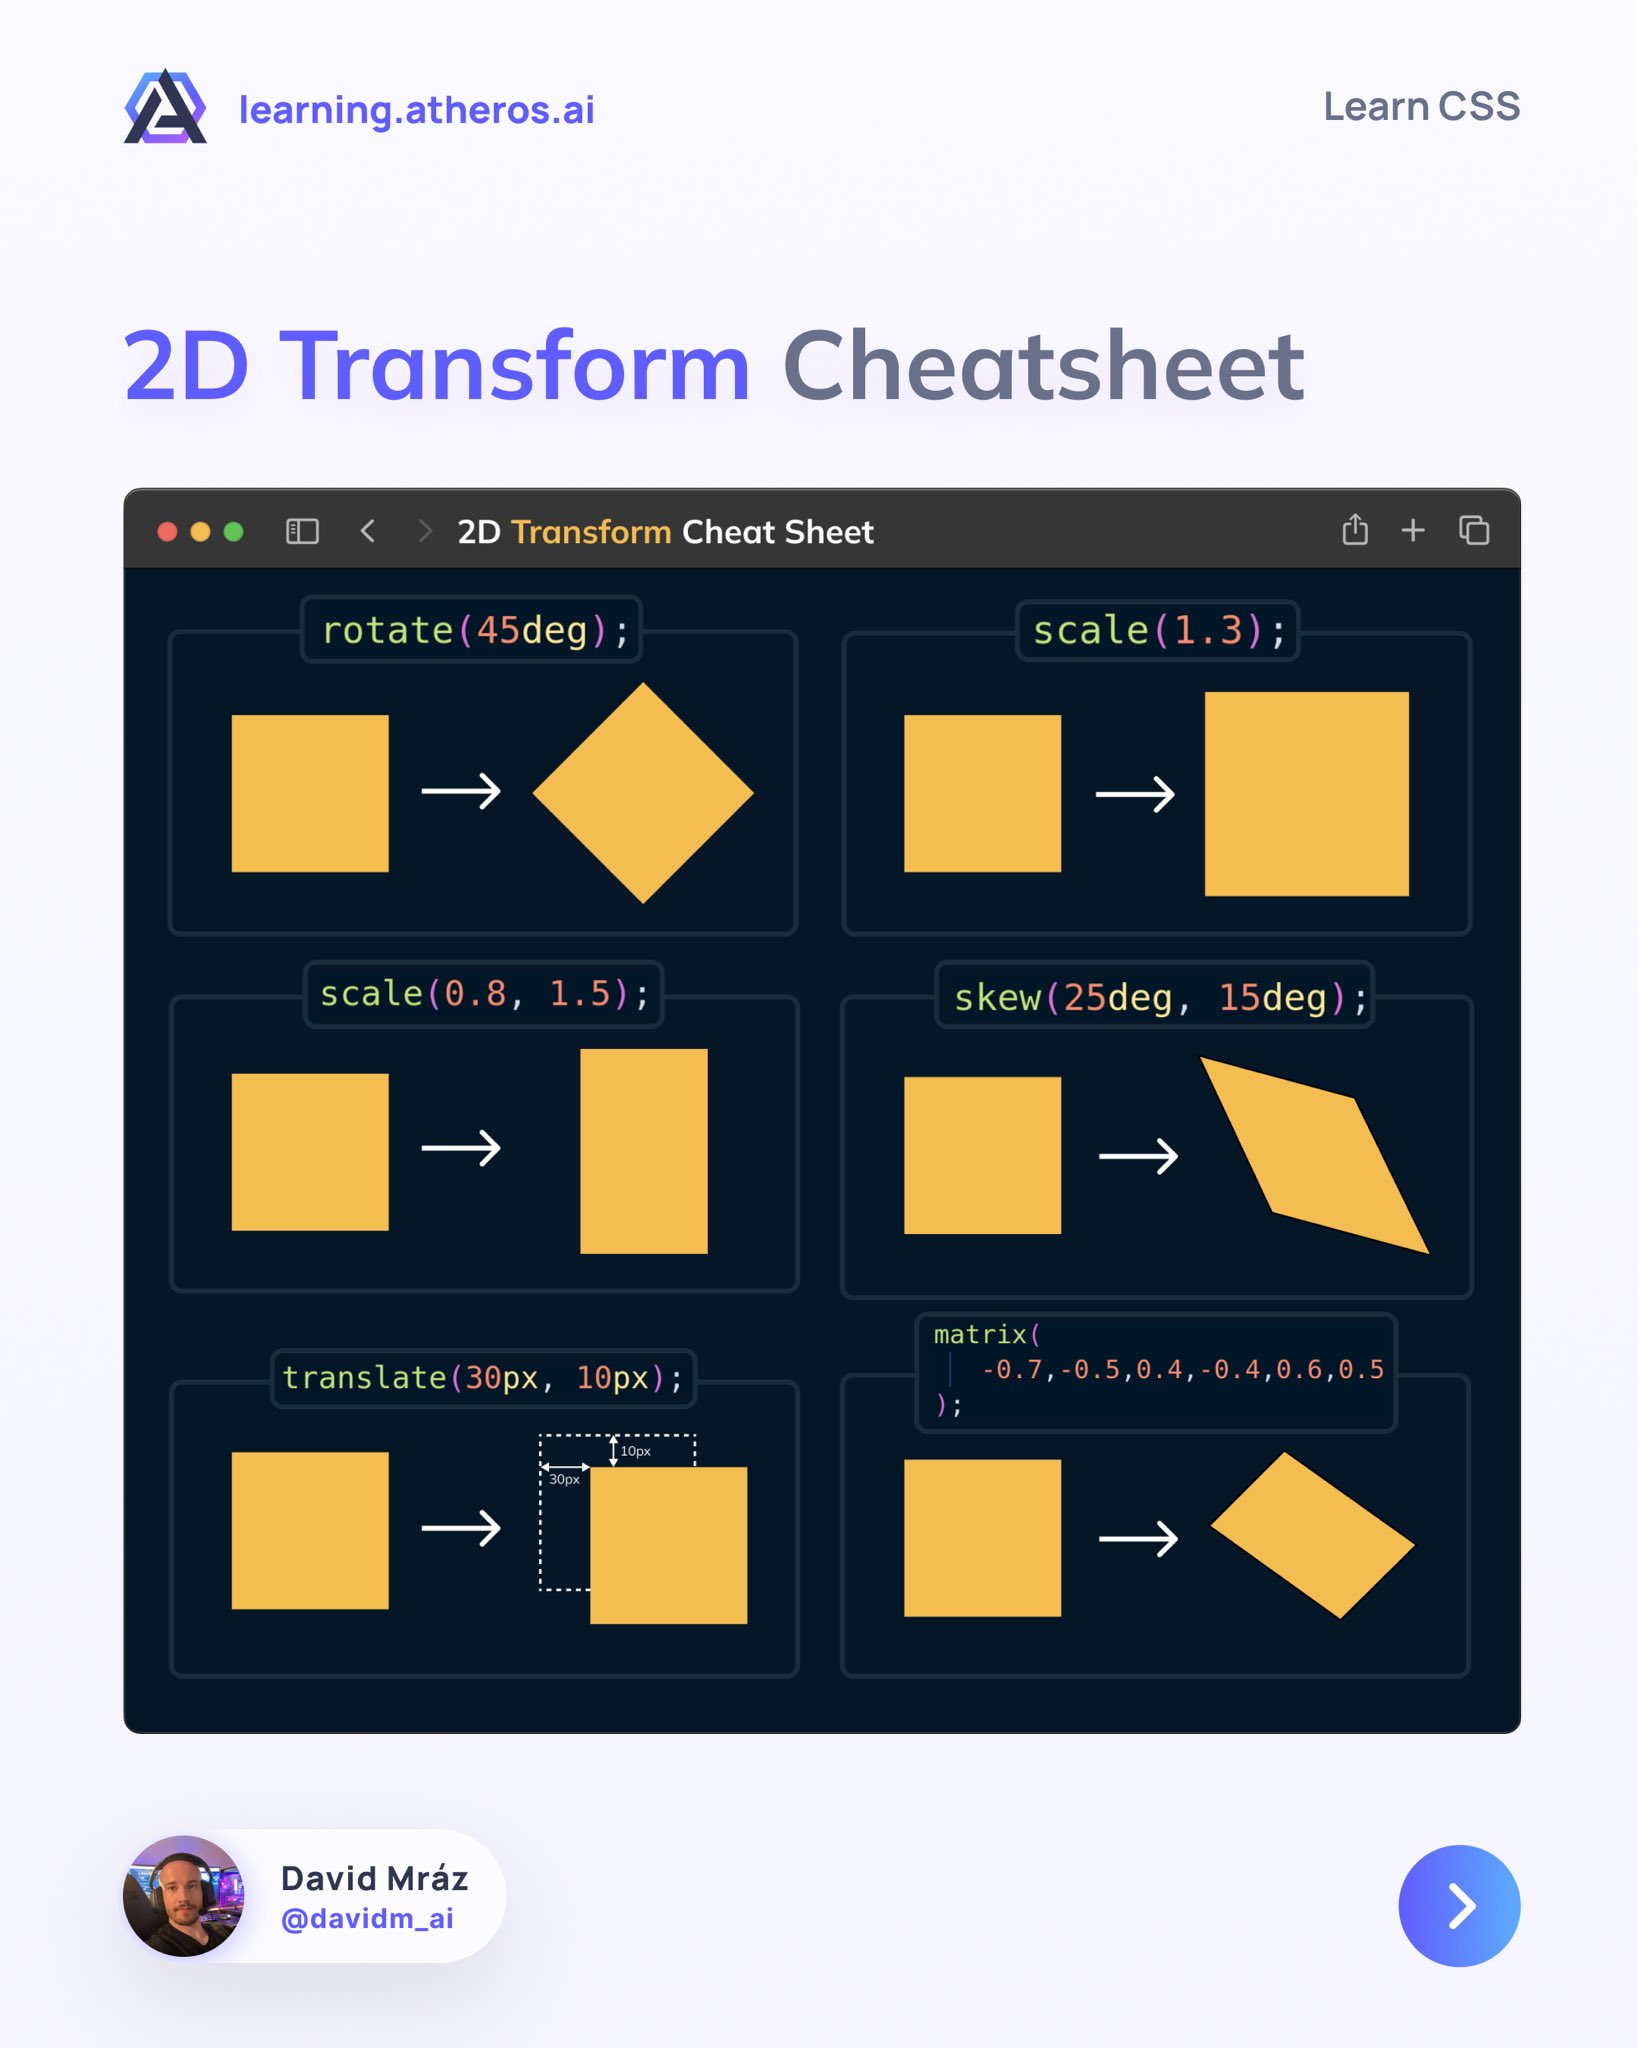 learning.atheros.ai
Learn CSS
2D Transform Cheatsheet
2D Transform Cheat Sheet
rotate(45deg);
scale(1.3);
scale(0.8, 1.5);
skew(25deg, 15deg);
translate(30px, 10px);
10px
30px
matrix(
-0.7,-0.5,0.4,-0.4,0.6,0.5
);
David Mráz
@davidm_ai